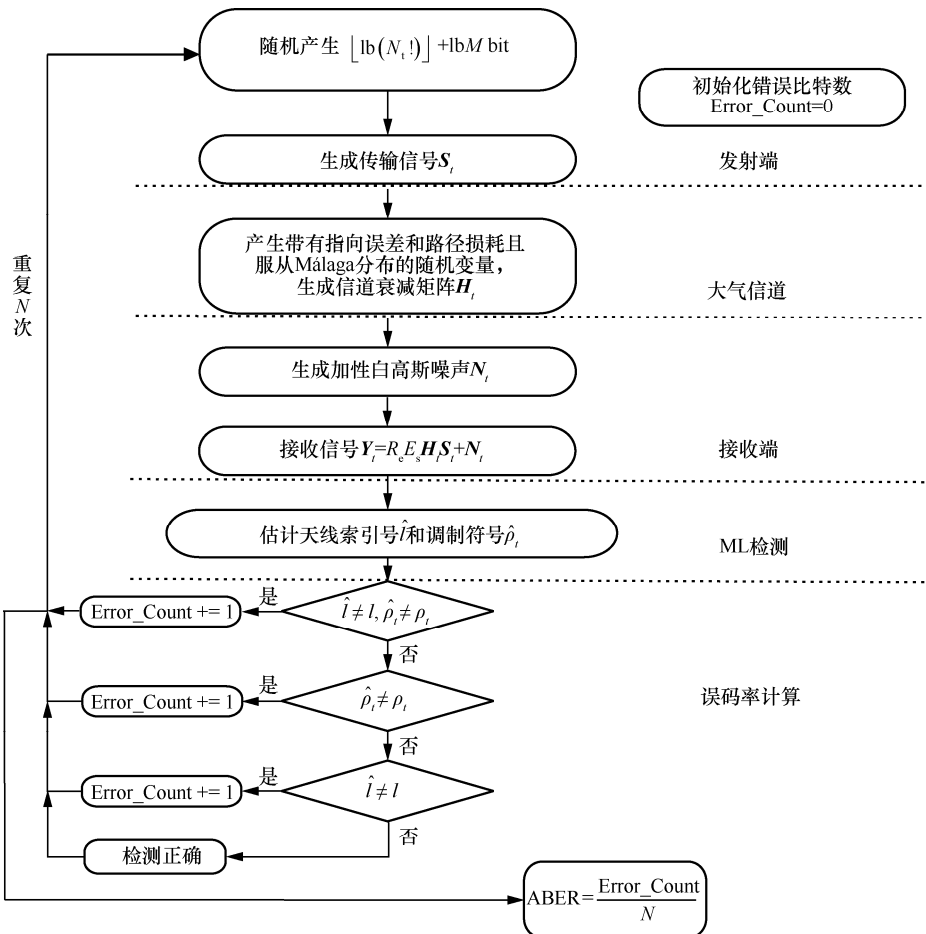 随机产生 ⌊lb(Nt!)⌋+lbM bit
初始化错误比特数
Error_Count=0
生成传输信号St
发射端
产生带有指向误差和路径损耗且
服从Málaga分布的随机变量，
生成信道衰减矩阵Ht
大气信道
重复N次
生成加性白高斯噪声Nt
接收信号Yt=ReEsHtSt+Nt
接收端
估计天线索引号l̂和调制符号ρ̂t
ML检测
l̂≠l, ρ̂t≠ρt
是
Error_Count += 1
否
ρ̂t≠ρt
是
Error_Count += 1
误码率计算
否
l̂≠l
是
Error_Count += 1
否
检测正确
ABER=Error_Count/N